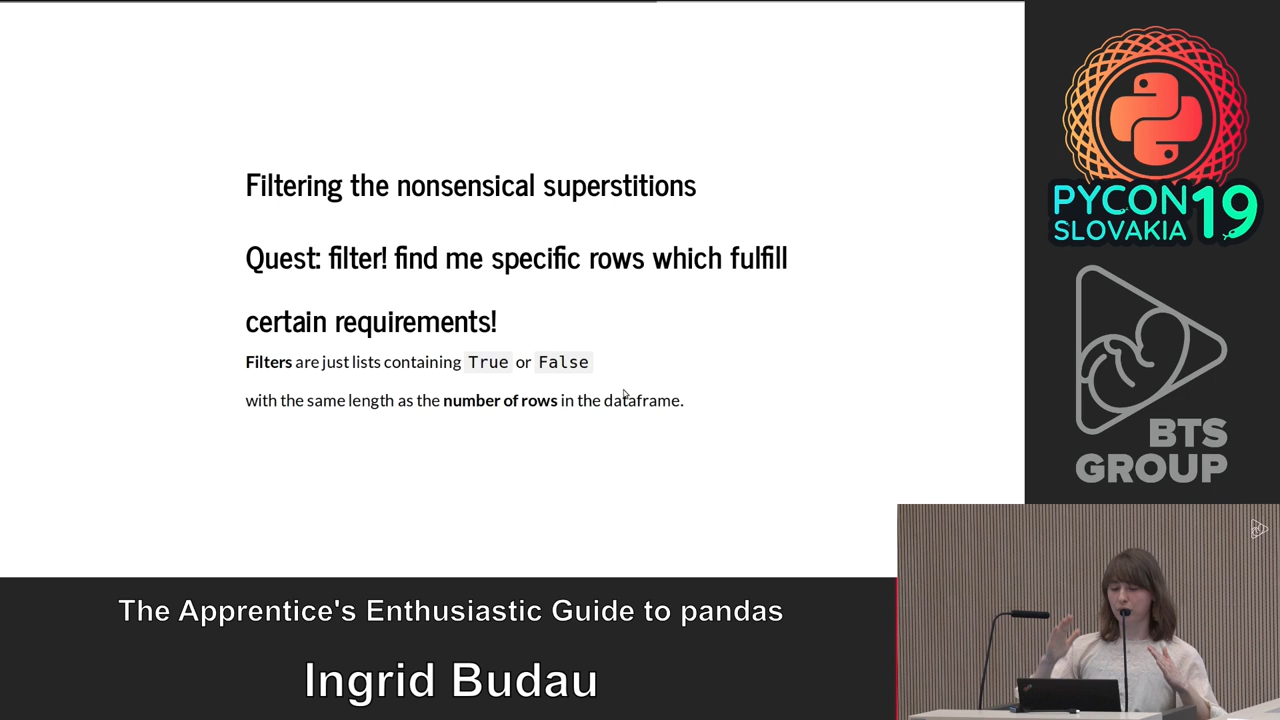 Filtering the nonsensical superstitions
Quest: filter! find me specific rows which fulfill
certain requirements!
Filters are just lists containing True or False
with the same length as the number of rows in the dataframe.
PYCON 19
SLOVAKIA
BTS
GROUP
The Apprentice's Enthusiastic Guide to pandas
Ingrid Budau